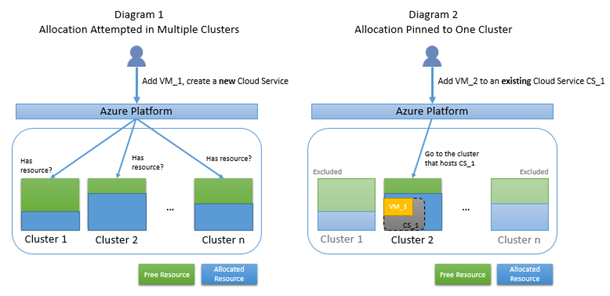 Diagram 1
Allocation Attempted in Multiple Clusters
Add VM_1, create a new Cloud Service
Azure Platform
Has
resource?
Has
resource?
Has resource?
...
Cluster 1
Cluster 2
Cluster n
Free Resource
Allocated
Resource
Diagram 2
Allocation Pinned to One Cluster
Add VM_2 to an existing Cloud Service CS_1
Azure Platform
Go to the cluster
that hosts CS_1
Excluded
Excluded
VM_1
CS_1
...
Cluster 1
Cluster 2
Cluster n
Free Resource
Allocated
Resource